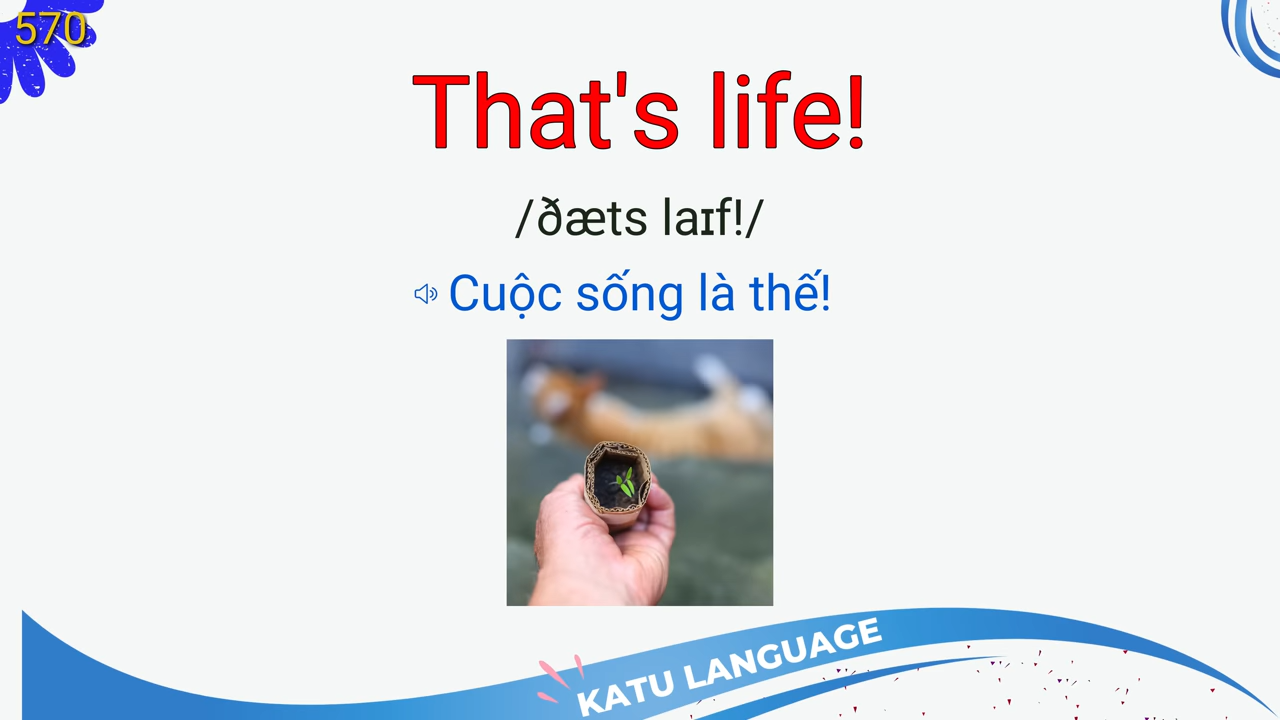 570
That's life!
/ðæts laɪf!/
Cuộc sống là thế!
KATU LANGUAGE